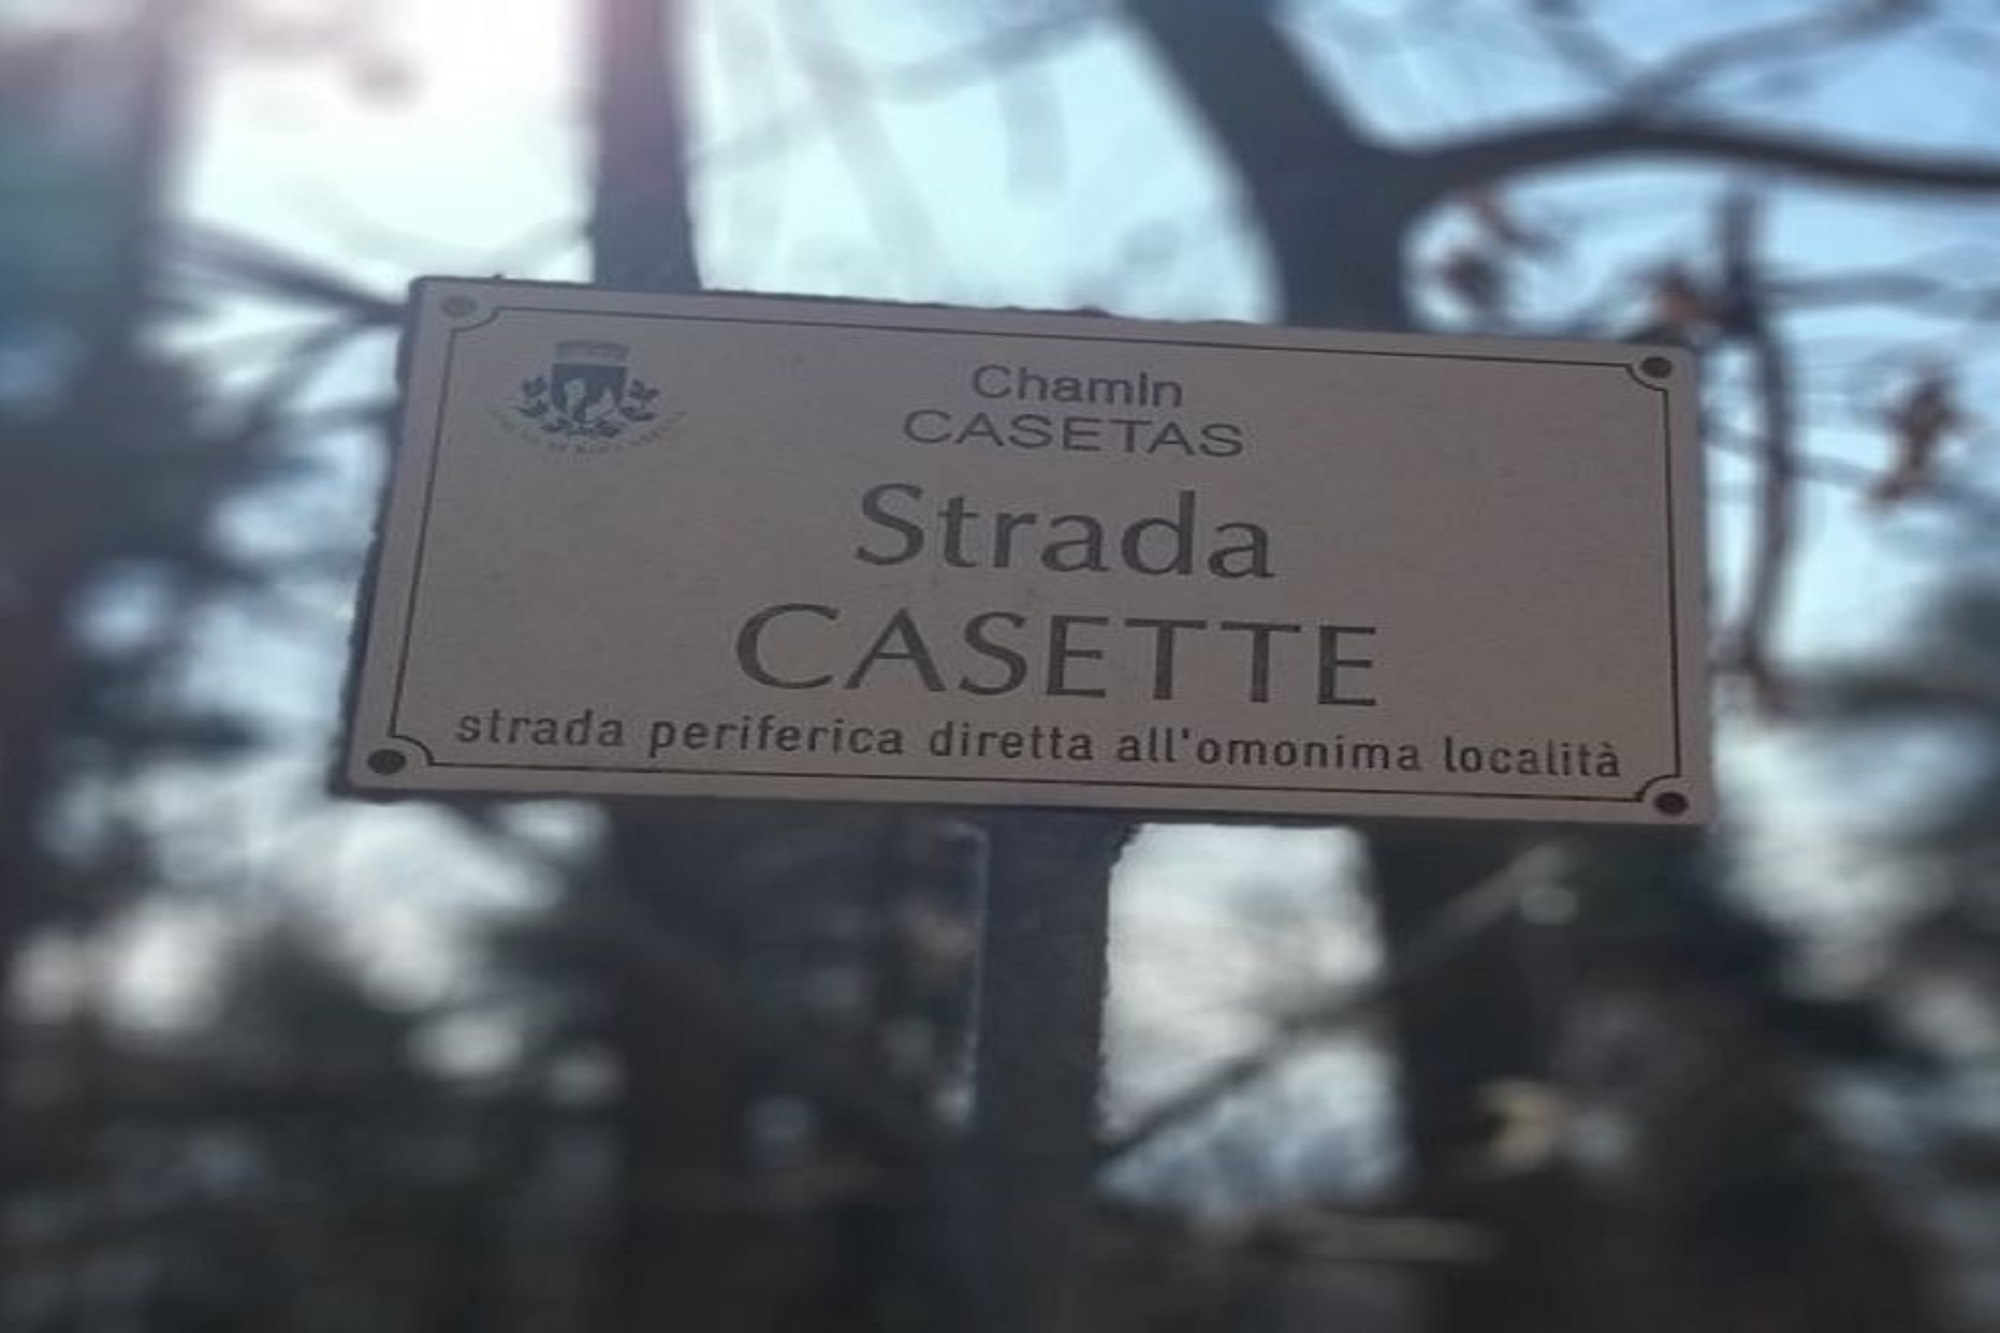 Chamin
CASETAS
Strada
CASETTE
strada periferica diretta all'omonima località